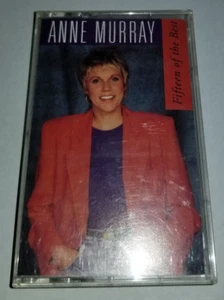 ANNE MURRAY
Fifteen of the Best